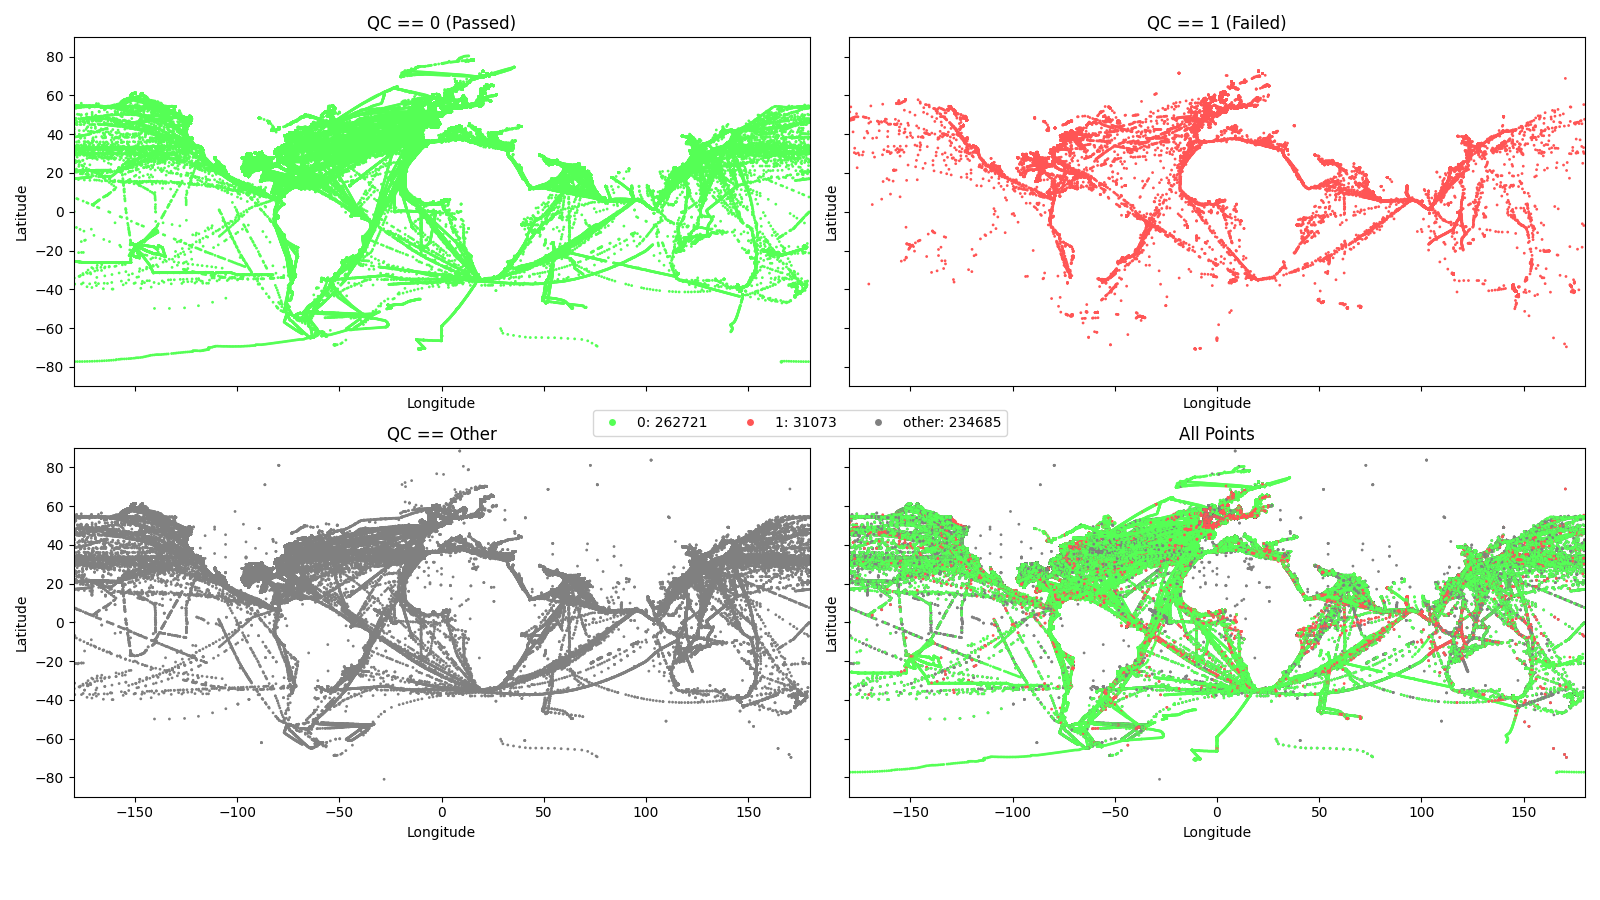 QC == 0 (Passed)
QC == 1 (Failed)
80
60
40
20
0
−20
−40
−60
−80
Latitude
Latitude
Longitude
Longitude
0: 262721
1: 31073
other: 234685
QC == Other
All Points
80
60
40
20
0
−20
−40
−60
−80
Latitude
Latitude
−150
−100
−50
0
50
100
150
−150
−100
−50
0
50
100
150
Longitude
Longitude